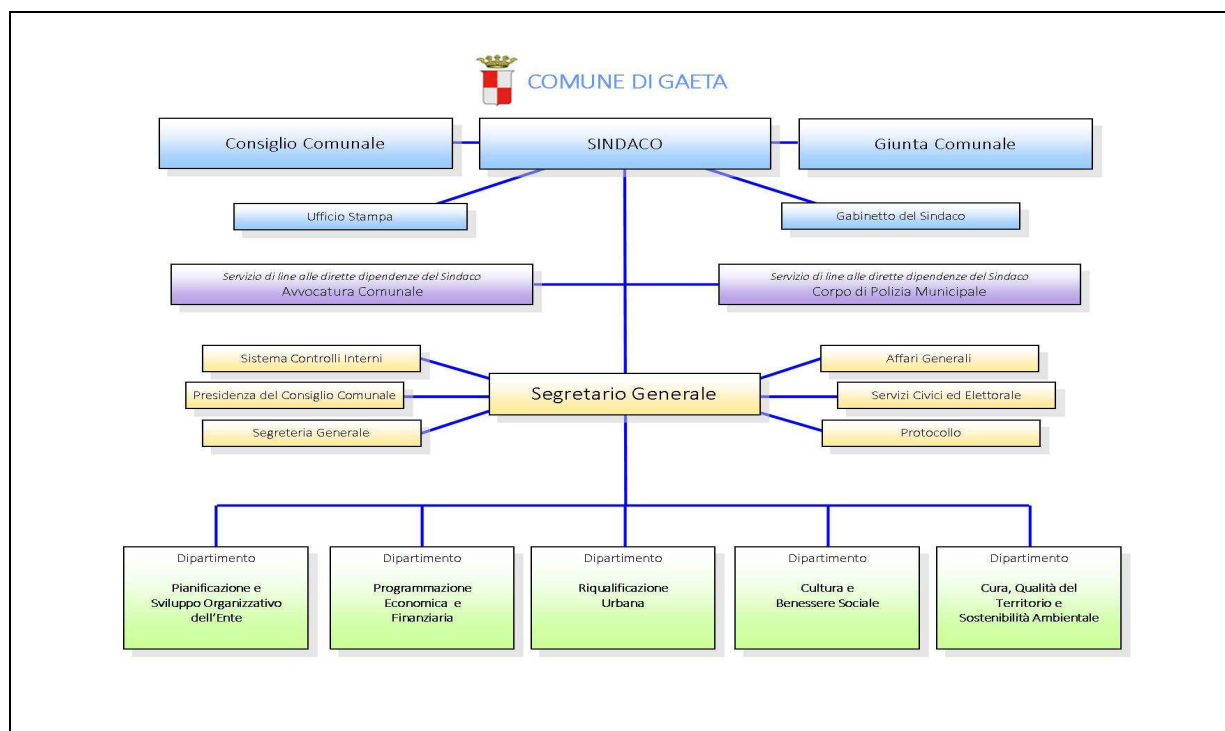 COMUNE DI GAETA
Consiglio Comunale
SINDACO
Giunta Comunale
Ufficio Stampa
Gabinetto del Sindaco
Servizio di line alle dirette dipendenze del Sindaco
Avvocatura Comunale
Servizio di line alle dirette dipendenze del Sindaco
Corpo di Polizia Municipale
Sistema Controlli Interni
Affari Generali
Segretario Generale
Presidenza del Consiglio Comunale
Servizi Civici ed Elettorale
Segreteria Generale
Protocollo
Dipartimento
Pianificazione e
Sviluppo Organizzativo
dell'Ente
Dipartimento
Programmazione
Economica e
Finanziaria
Dipartimento
Riqualificazione
Urbana
Dipartimento
Cultura e
Benessere Sociale
Dipartimento
Cura, Qualità del
Territorio e
Sostenibilità Ambientale